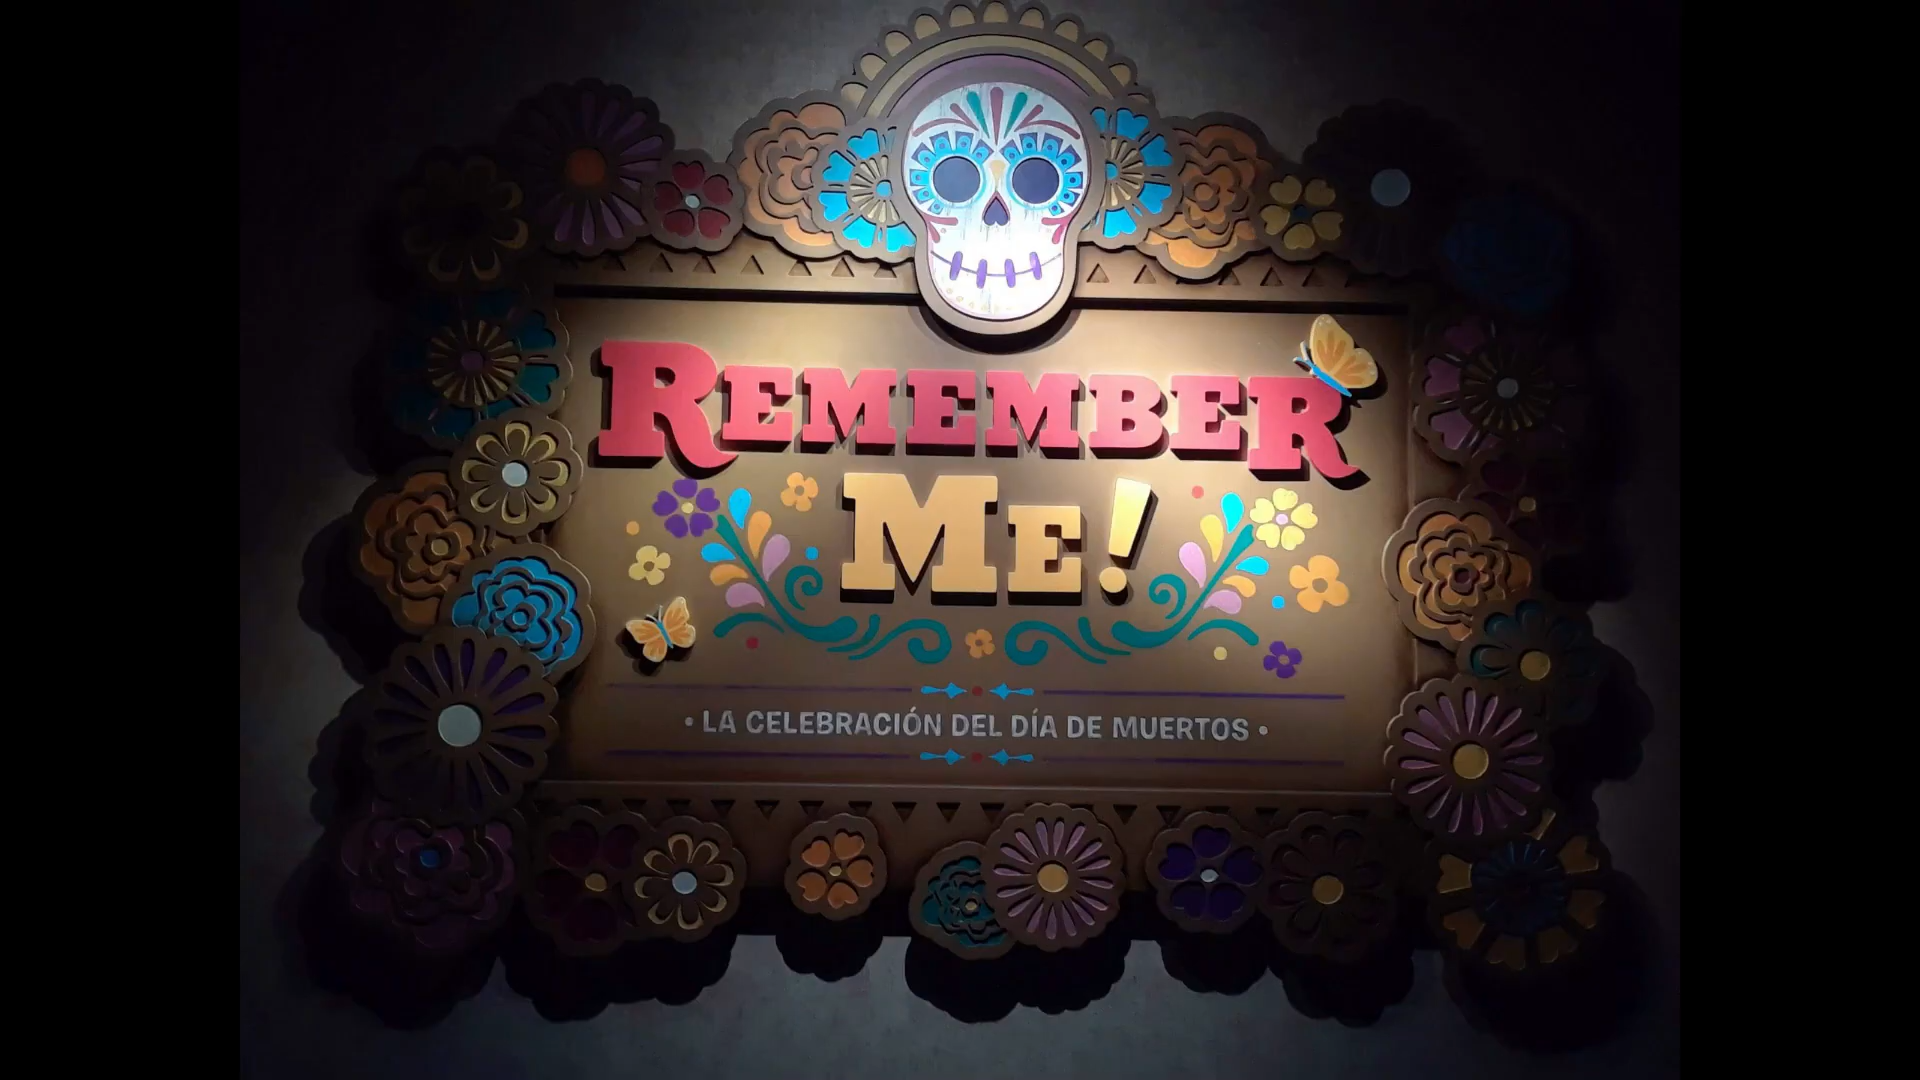 REMEMBER
ME!
• LA CELEBRACIÓN DEL DÍA DE MUERTOS •